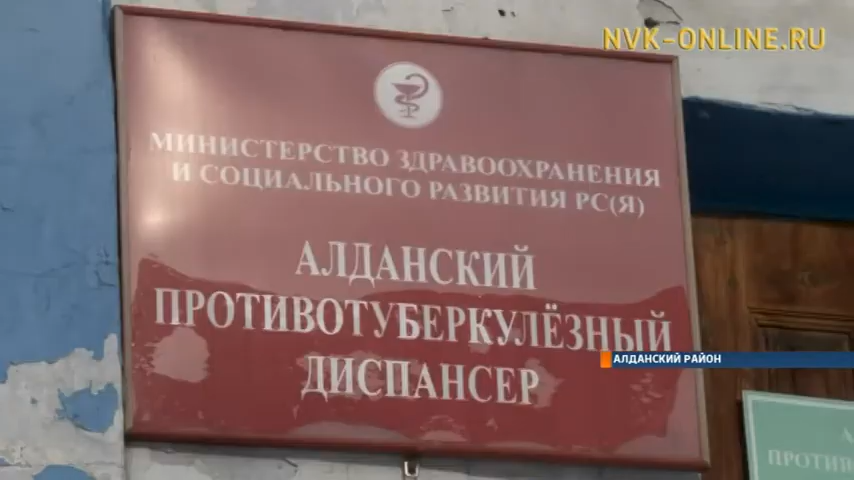 NVK-ONLINE.RU
МИНИСТЕРСТВО ЗДРАВООХРАНЕНИЯ
И СОЦИАЛЬНОГО РАЗВИТИЯ РС(Я)
АЛДАНСКИЙ
ПРОТИВОТУБЕРКУЛЁЗНЫЙ
ДИСПАНСЕР
АЛДАНСКИЙ РАЙОН